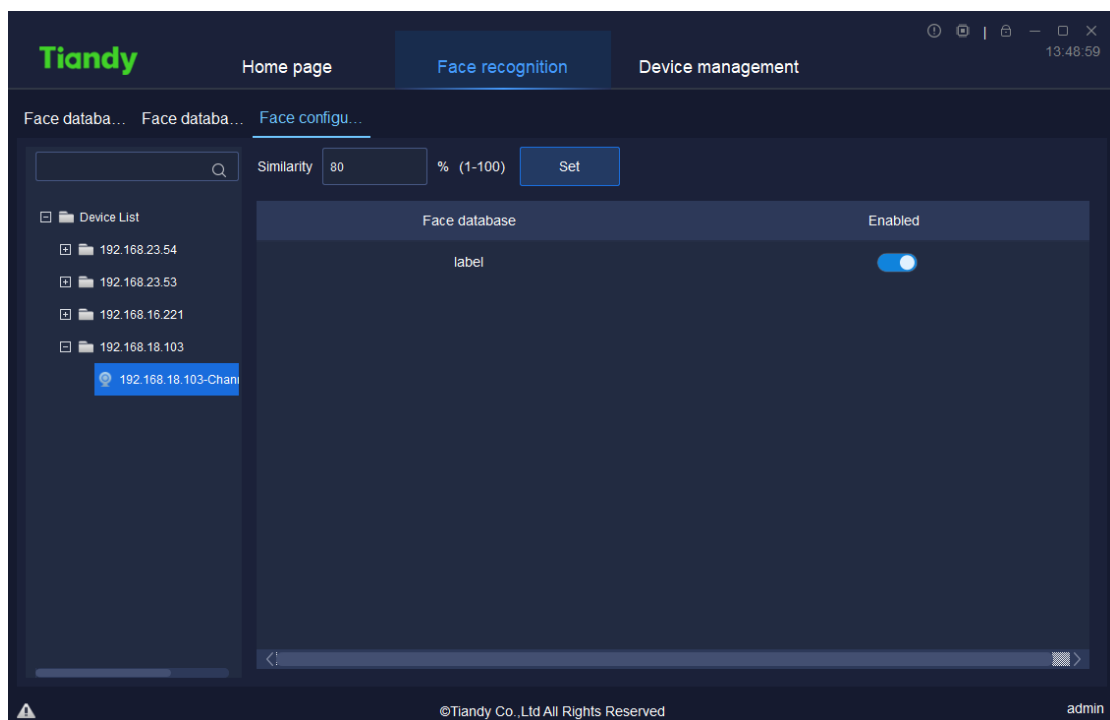 13:48:59
Tiandy
Home page
Face recognition
Device management
Face databa...
Face databa...
Face configu...
Similarity 80 % (1-100) Set
Device List
192.168.23.54
192.168.23.53
192.168.16.221
192.168.18.103
192.168.18.103-Chann
Face database Enabled
label
©Tiandy Co.,Ltd All Rights Reserved
admin